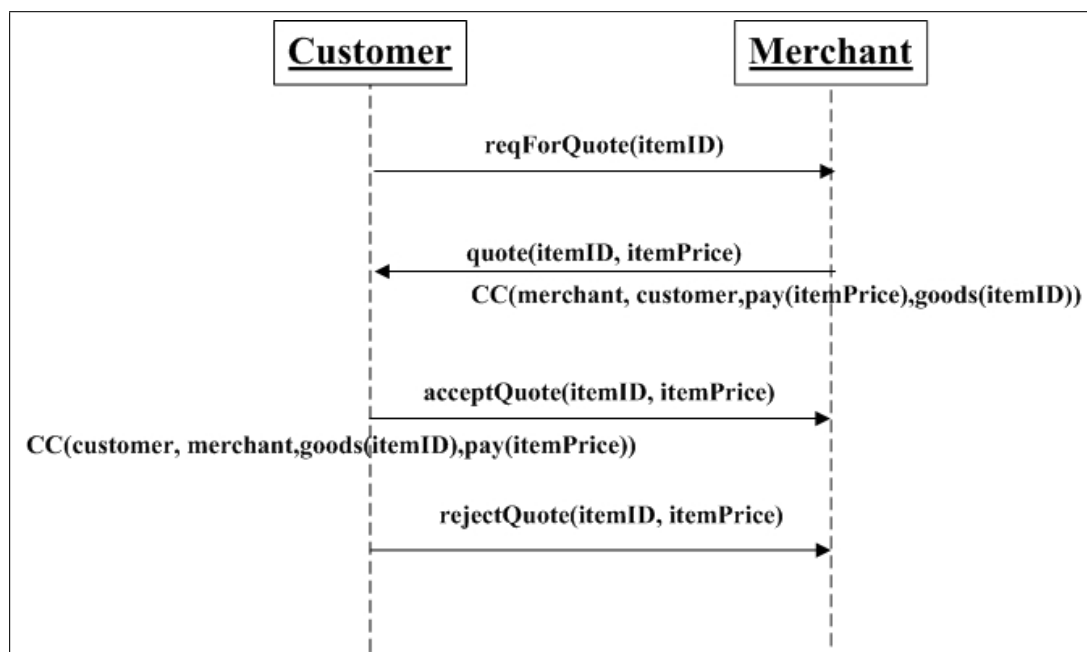 Customer
Merchant
reqForQuote(itemID)
quote(itemID, itemPrice)
CC(merchant, customer,pay(itemPrice),goods(itemID))
acceptQuote(itemID, itemPrice)
CC(customer, merchant,goods(itemID),pay(itemPrice))
rejectQuote(itemID, itemPrice)